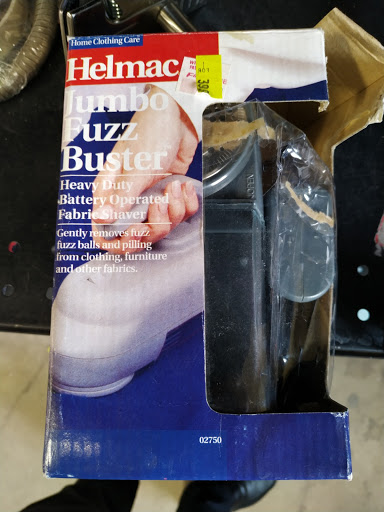 Home Clothing Care
Helmac
Jumbo
Fuzz
Buster
Heavy Duty
Battery Operated
Fabric Shaver
Gently removes fuzz
fuzz balls and pilling
from clothing, furniture
and other fabrics.
02750